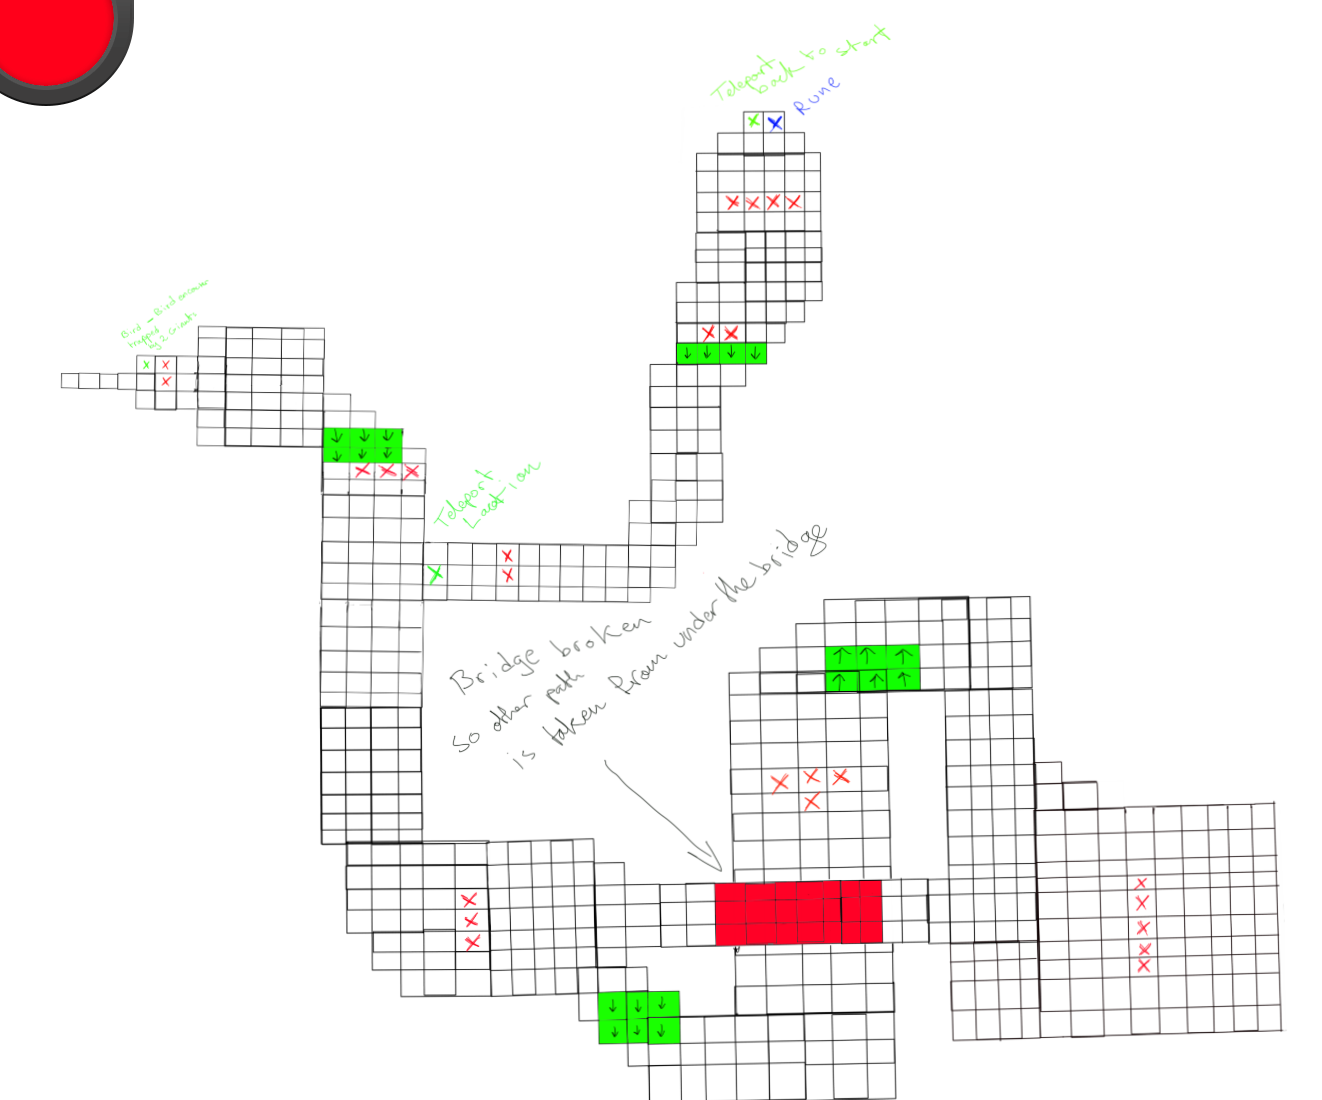 Teleport
back to start
Rune
Bird - Bird encounter
trapped
by 2 Giants
Teleport
Location
Bridge broken
so other path
is taken from under the bridge